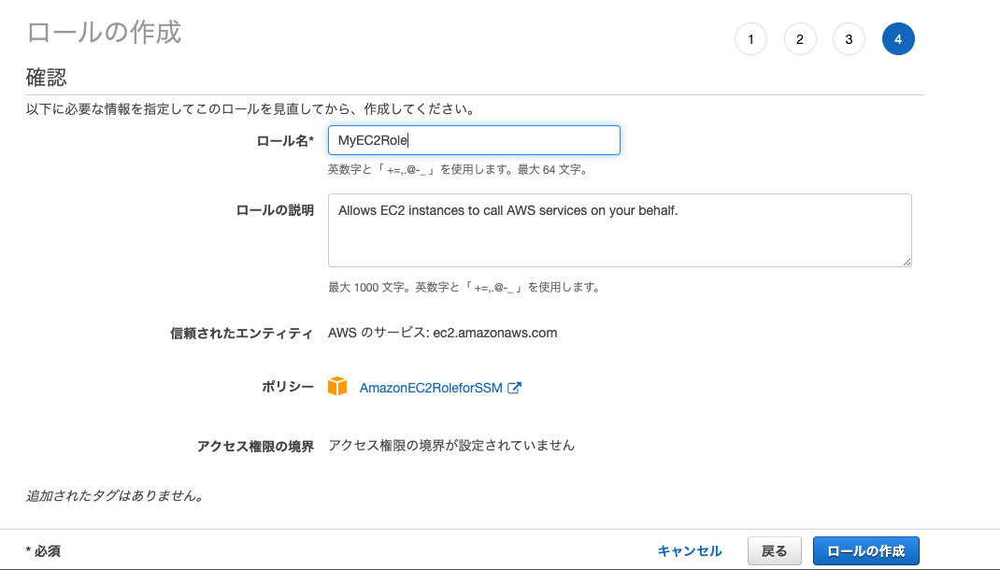 ロールの作成
1 2 3 4
確認
以下に必要な情報を指定してこのロールを見直してから、作成してください。
ロール名* MyEC2Role
英数字と「 +=,.@-_ 」を使用します。最大 64 文字。
ロールの説明 Allows EC2 instances to call AWS services on your behalf.
最大 1000 文字。英数字と「 +=,.@-_ 」を使用します。
信頼されたエンティティ AWS のサービス: ec2.amazonaws.com
ポリシー AmazonEC2RoleforSSM
アクセス権限の境界 アクセス権限の境界が設定されていません
追加されたタグはありません。
* 必須 キャンセル 戻る ロールの作成